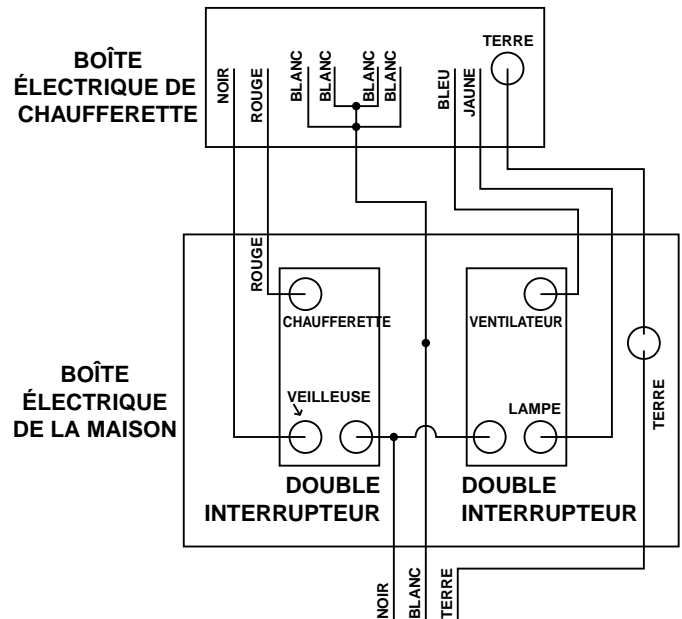 BOÎTE
ÉLECTRIQUE DE
CHAUFFERETTE
NOIR
ROUGE
BLANC
BLANC
BLANC
BLANC
BLEU
JAUNE
TERRE
ROUGE
CHAUFFERETTE
VENTILATEUR
BOÎTE
ÉLECTRIQUE
DE LA MAISON
VEILLEUSE
LAMPE
TERRE
DOUBLE
INTERRUPTEUR
DOUBLE
INTERRUPTEUR
NOIR
BLANC
TERRE